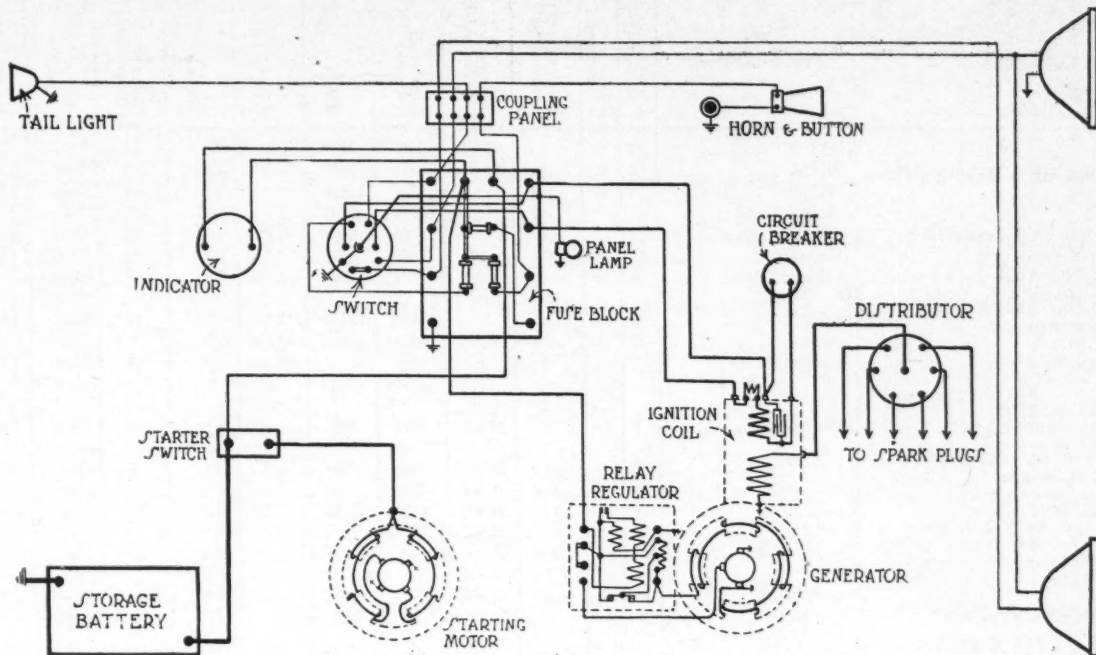 TAIL LIGHT
COUPLING
PANEL
HORN & BUTTON
INDICATOR
SWITCH
PANEL
LAMP
FUSE BLOCK
CIRCUIT
BREAKER
DISTRIBUTOR
IGNITION
COIL
TO SPARK PLUGS
STARTER
SWITCH
RELAY
REGULATOR
GENERATOR
STORAGE
BATTERY
STARTING
MOTOR